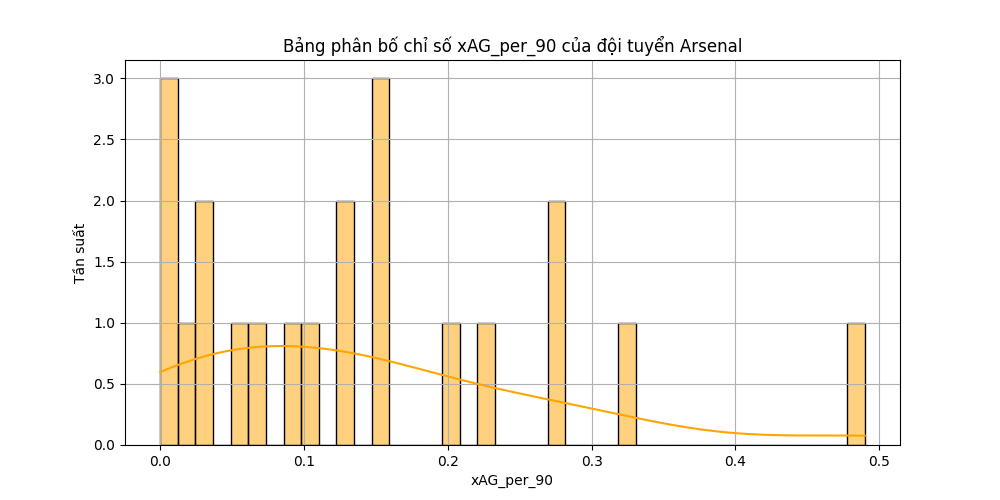 Bảng phân bố chỉ số xAG_per_90 của đội tuyển Arsenal
3.0
2.5
2.0
1.5
1.0
0.5
0.0
Tần suất
0.0 0.1 0.2 0.3 0.4 0.5
xAG_per_90